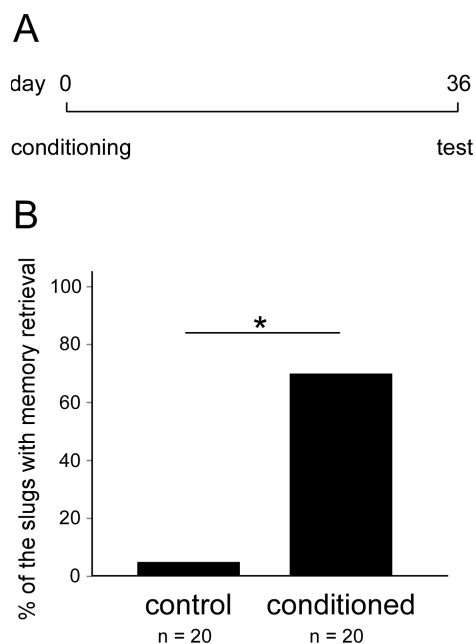 A
day 0 36
conditioning test
B
% of the slugs with memory retrieval
100
80
60
40
20
0
*
control conditioned
n = 20 n = 20